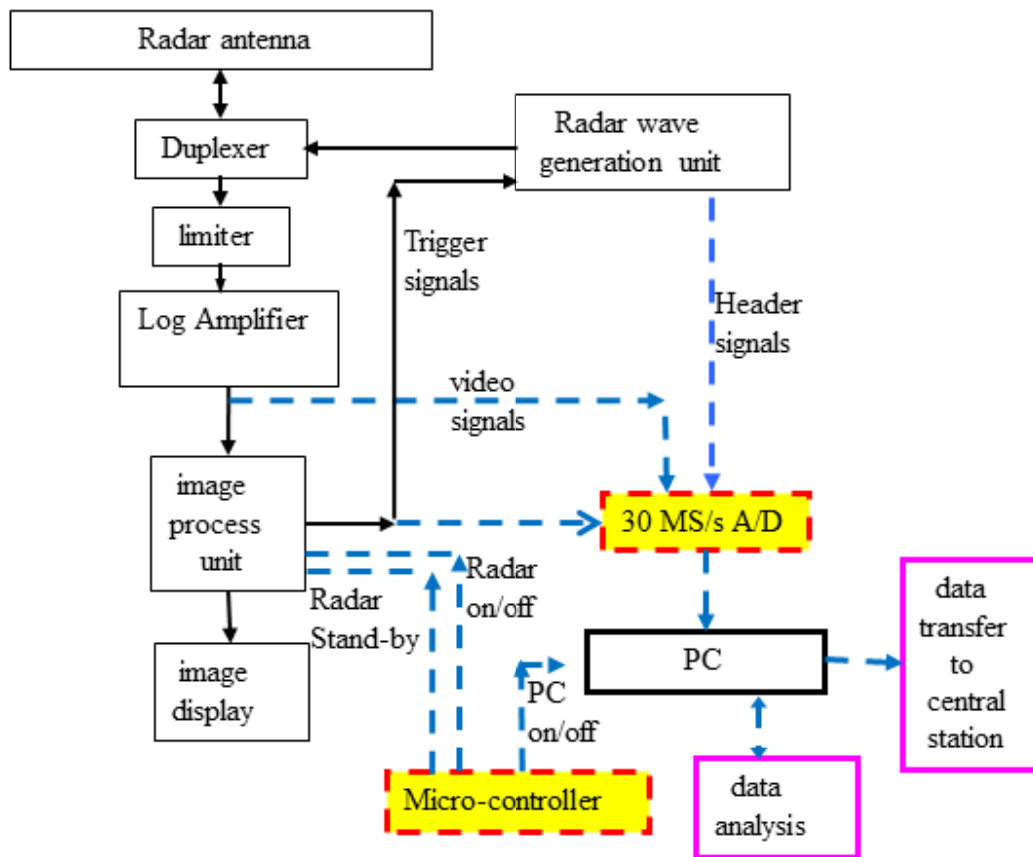 Radar antenna
Duplexer
Radar wave
generation unit
limiter
Trigger
signals
Log Amplifier
Header
signals
video
signals
image
process
unit
30 MS/s A/D
Radar
on/off
Radar
Stand-by
data
transfer
to
central
station
PC
image
display
PC
on/off
Micro-controller
data
analysis